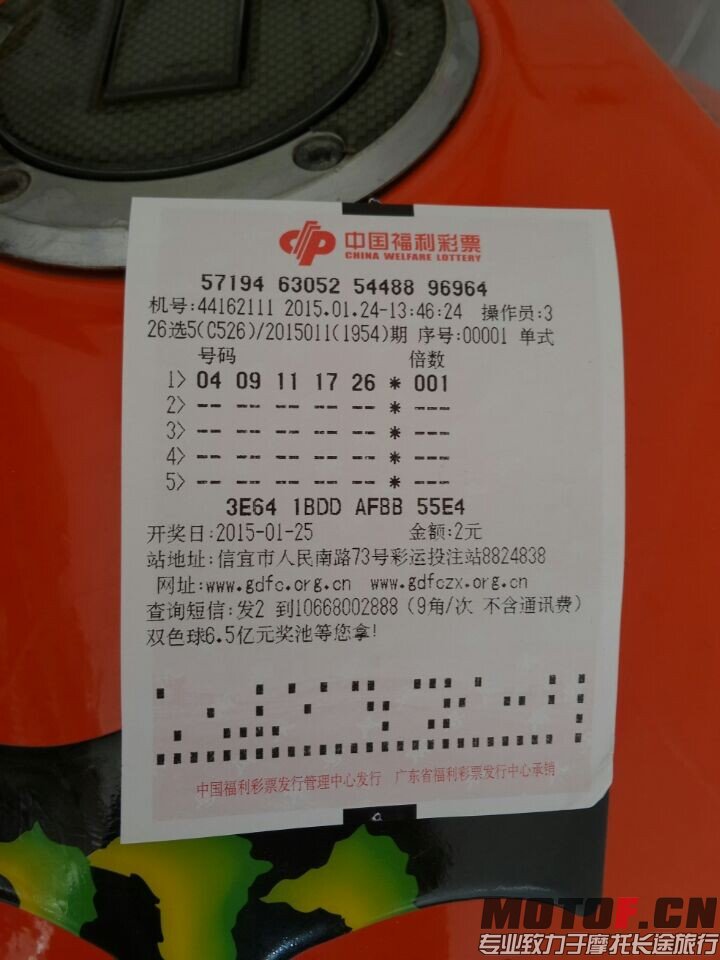 中国福利彩票
CHINA WELFARE LOTTERY
57194 63052 54488 96964
机号:44162111 2015.01.24-13:46:24 操作员:3
26选5(C526)/2015011(1954)期 序号:00001 单式
号码 倍数
1> 04 09 11 17 26 * 001
2> -- -- -- -- -- * ---
3> -- -- -- -- -- * ---
4> -- -- -- -- -- * ---
5> -- -- -- -- -- * ---
3E64 1BDD AFBB 55E4
开奖日:2015-01-25 金额:2元
站地址:信宜市人民南路73号彩运投注站8824838
网址:www.gdfc.org.cn www.gdfczx.org.cn
查询短信:发2 到10668002888（9角/次 不含通讯费）
双色球6.5亿元奖池等您拿!
中国福利彩票发行管理中心发行 广东省福利彩票发行中心承销
MOTOF.CN
专业致力于摩托长途旅行